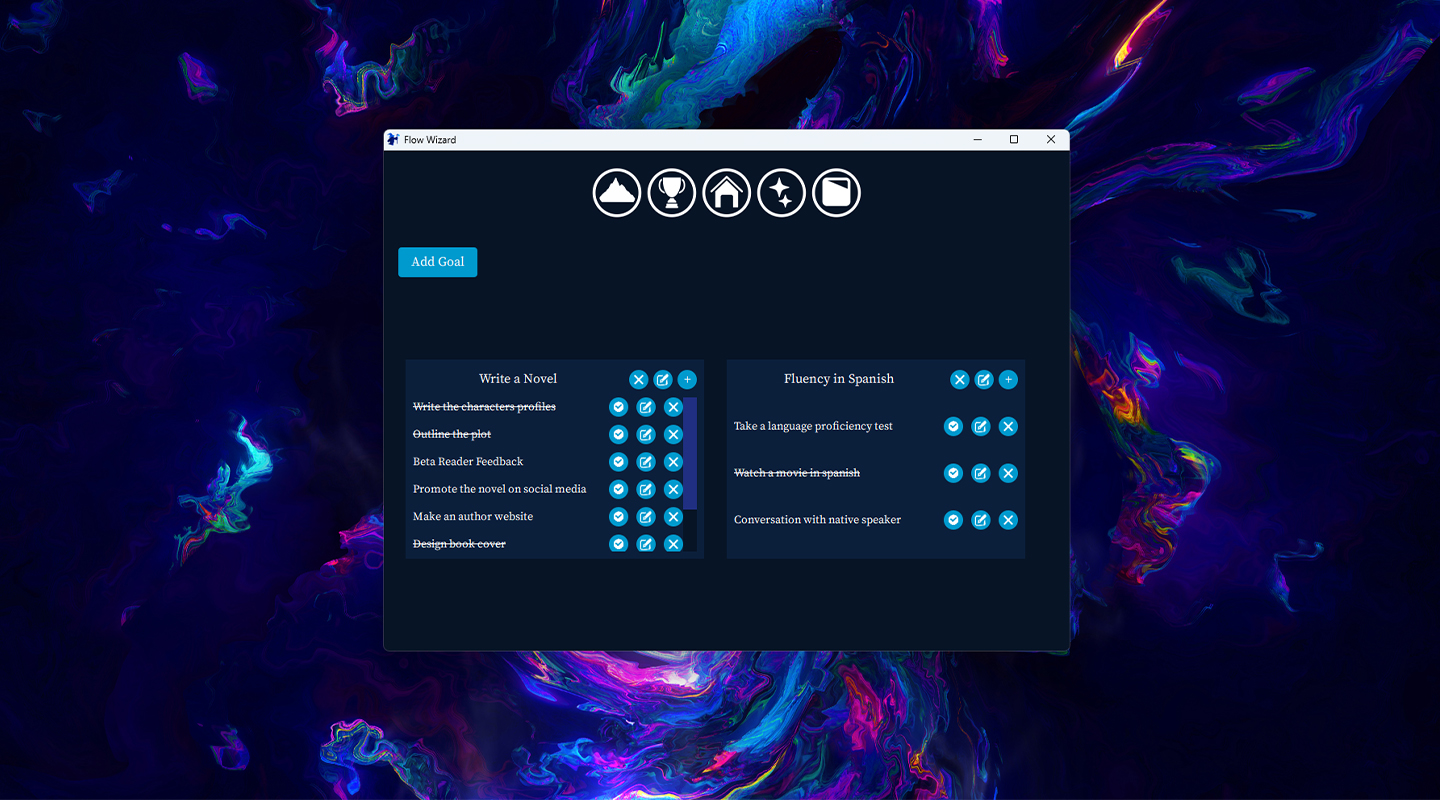 Flow Wizard
Add Goal
Write a Novel
Write the characters profiles
Outline the plot
Beta Reader Feedback
Promote the novel on social media
Make an author website
Design book cover
Fluency in Spanish
Take a language proficiency test
Watch a movie in spanish
Conversation with native speaker